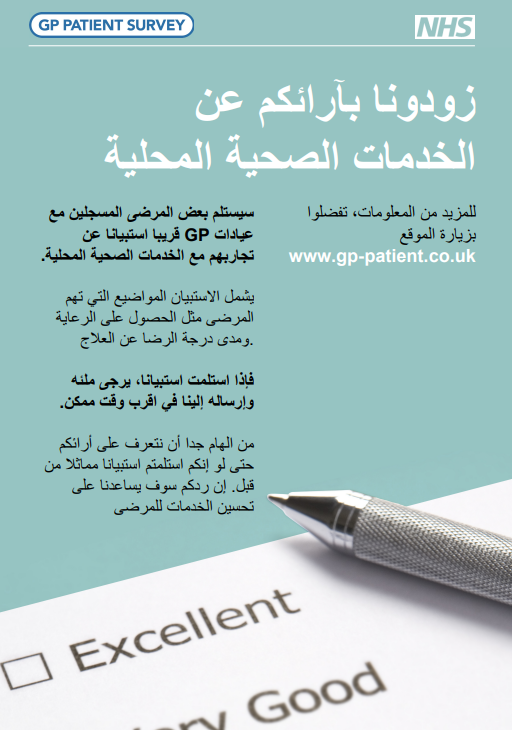 GP PATIENT SURVEY
NHS
زودونا بآرائكم عن
الخدمات الصحية المحلية
للمزيد من المعلومات، تفضلوا
بزيارة الموقع
www.gp-patient.co.uk
سيستلم بعض المرضى المسجلين مع
عيادات GP قريبا استبيانا عن
تجاربهم مع الخدمات الصحية المحلية.
يشمل الاستبيان المواضيع التي تهم
المرضى مثل الحصول على الرعاية
ومدى درجة الرضا عن العلاج.
فإذا استلمت استبيانا، يرجى ملئه
وإرساله إلينا في اقرب وقت ممكن.
من الهام جدا أن نتعرف على أرائكم
حتى لو إنكم استلمتم استبيانا مماثلا من
قبل. إن ردكم سوف يساعدنا على
تحسين الخدمات للمرضى
Excellent
Very Good